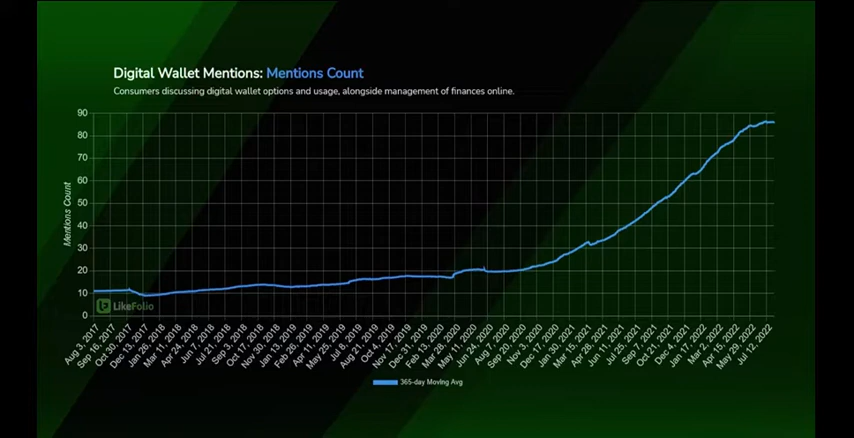 Digital Wallet Mentions: Mentions Count
Consumers discussing digital wallet options and usage, alongside management of finances online.
90
80
70
60
50
40
30
20
10
0
Mentions Count
LikeFolio
Aug 3, 2017
Sep 16, 2017
Oct 30, 2017
Dec 13, 2017
Jan 26, 2018
Mar 11, 2018
Apr 24, 2018
Jun 7, 2018
Jul 21, 2018
Sep 3, 2018
Oct 17, 2018
Nov 30, 2018
Jan 13, 2019
Feb 26, 2019
Apr 11, 2019
May 25, 2019
Jul 8, 2019
Aug 21, 2019
Oct 4, 2019
Nov 17, 2019
Dec 31, 2019
Feb 13, 2020
Mar 28, 2020
May 11, 2020
Jun 24, 2020
Aug 7, 2020
Sep 20, 2020
Nov 3, 2020
Dec 17, 2020
Jan 30, 2021
Mar 15, 2021
Apr 28, 2021
Jun 11, 2021
Jul 25, 2021
Sep 7, 2021
Oct 21, 2021
Dec 4, 2021
Jan 17, 2022
Mar 2, 2022
Apr 15, 2022
May 29, 2022
Jul 12, 2022
365-day Moving Avg